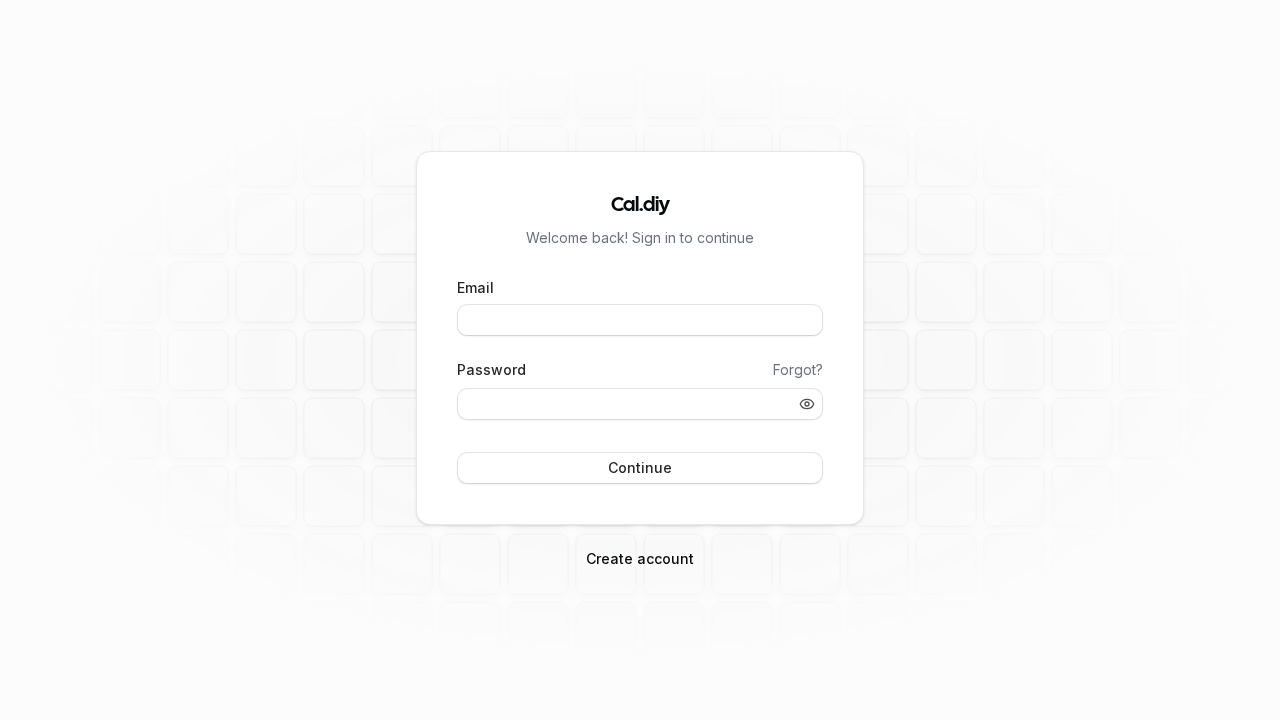 Cal.diy
Welcome back! Sign in to continue
Email
Password Forgot?
Continue
Create account